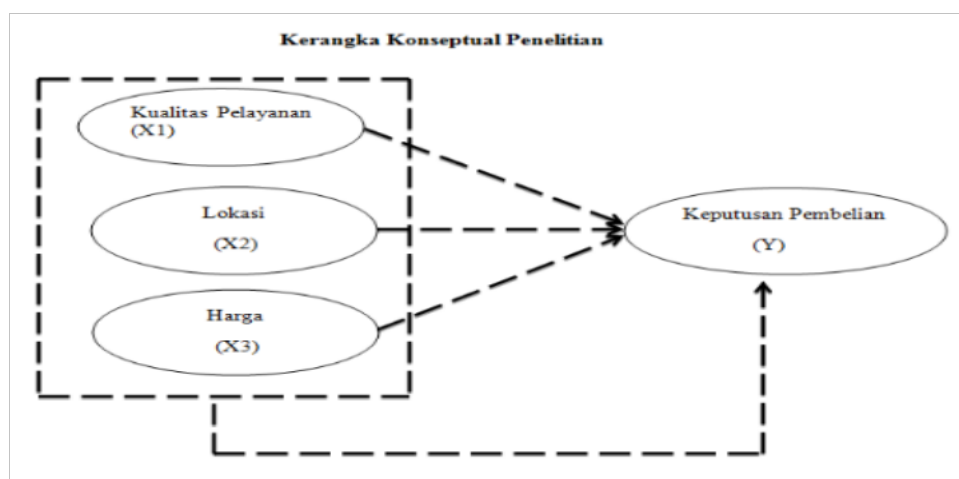 Kerangka Konseptual Penelitian
Kualitas Pelayanan
(X1)
Lokasi
(X2)
Harga
(X3)
Keputusan Pembelian
(Y)